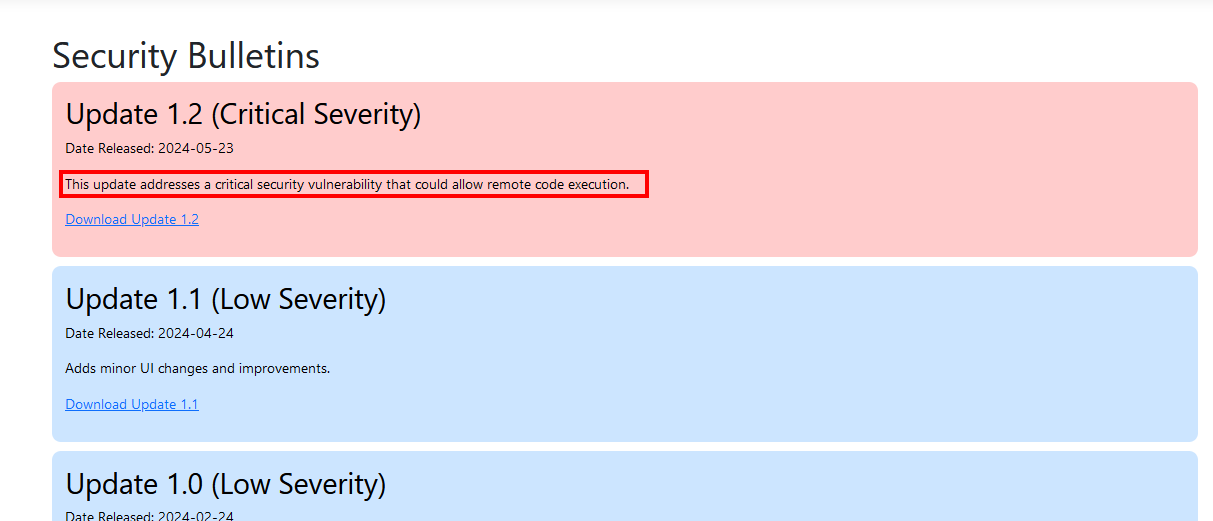 Security Bulletins
Update 1.2 (Critical Severity)
Date Released: 2024-05-23
This update addresses a critical security vulnerability that could allow remote code execution.
Download Update 1.2
Update 1.1 (Low Severity)
Date Released: 2024-04-24
Adds minor UI changes and improvements.
Download Update 1.1
Update 1.0 (Low Severity)
Date Released: 2024-02-24